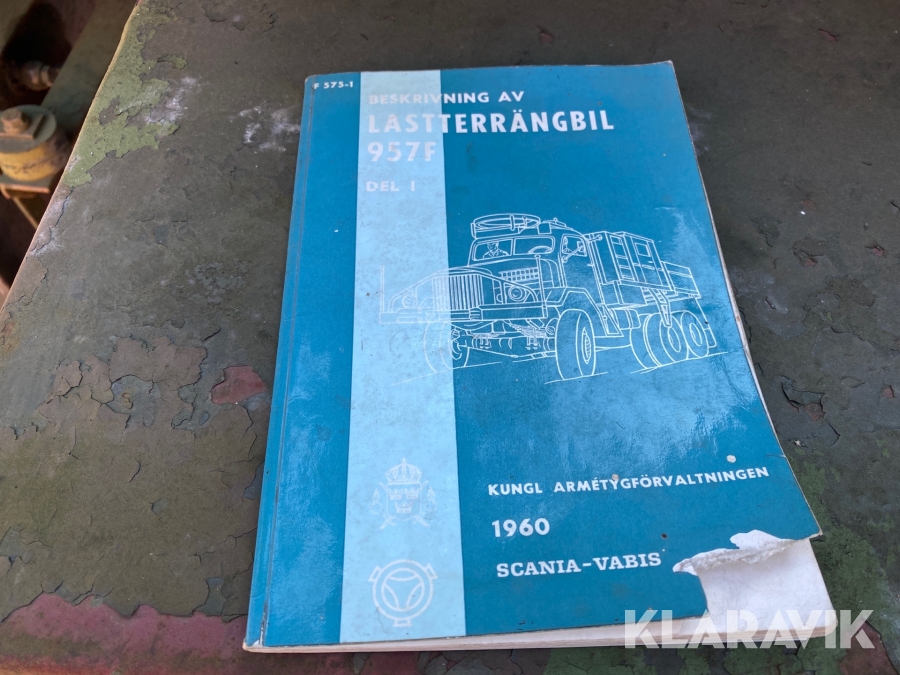 F 575-1
BESKRIVNING AV
LASTTERRÄNGBIL
957F
DEL I
KUNGL ARMÉTYGFÖRVALTNINGEN
1960
SCANIA-VABIS
KLARAVIK